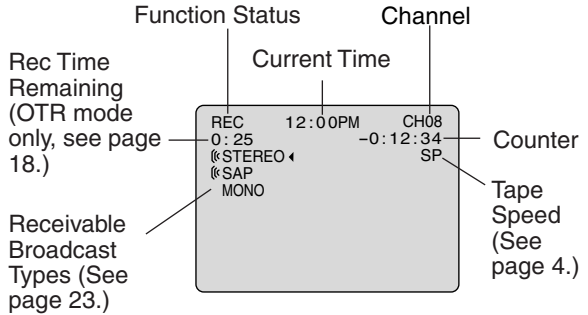 Function Status
Channel
Current Time
Rec Time
Remaining
(OTR mode
only, see page
18.)
REC 12:00PM CH08
0:25 -0:12:34
STEREO
SP
SAP
MONO
Counter
Tape
Speed
(See
page 4.)
Receivable
Broadcast
Types (See
page 23.)